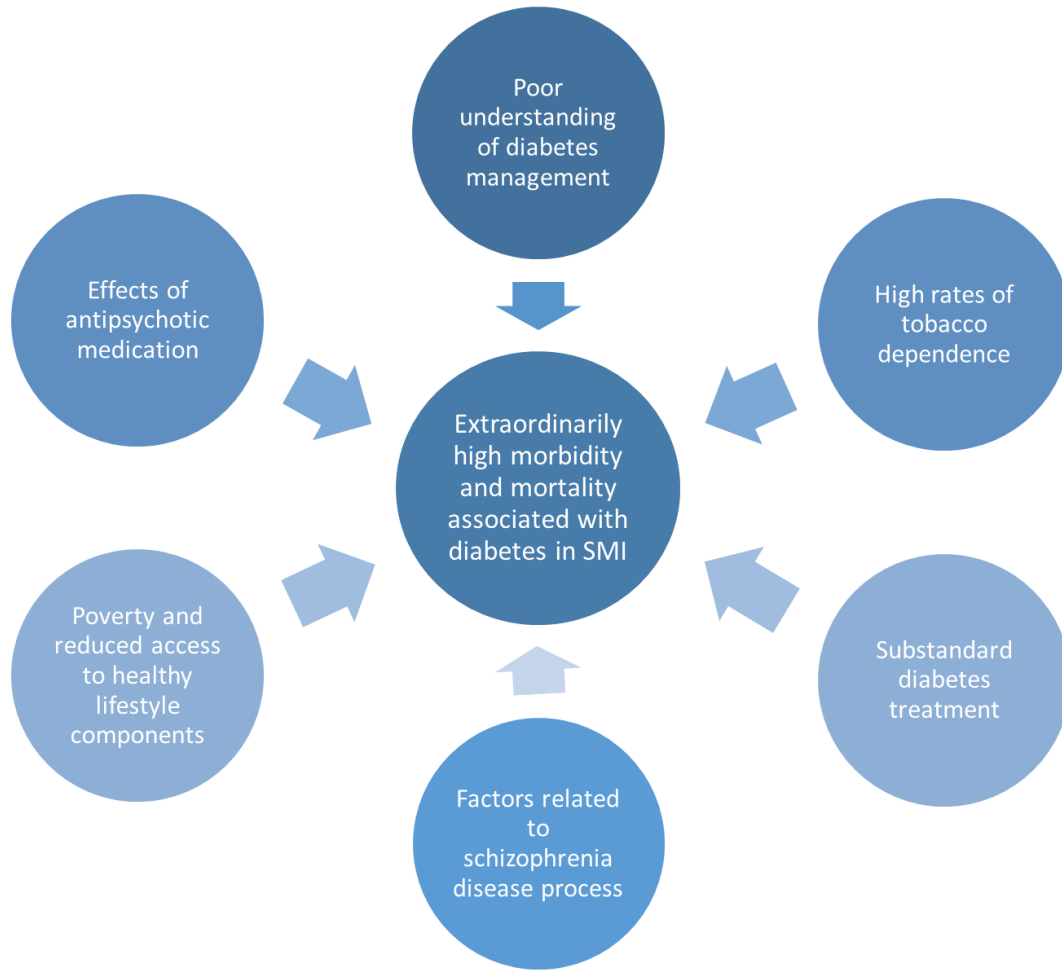 Poor
understanding
of diabetes
management
Effects of
antipsychotic
medication
High rates of
tobacco
dependence
Extraordinarily
high morbidity
and mortality
associated with
diabetes in SMI
Poverty and
reduced access
to healthy
lifestyle
components
Substandard
diabetes
treatment
Factors related
to
schizophrenia
disease process